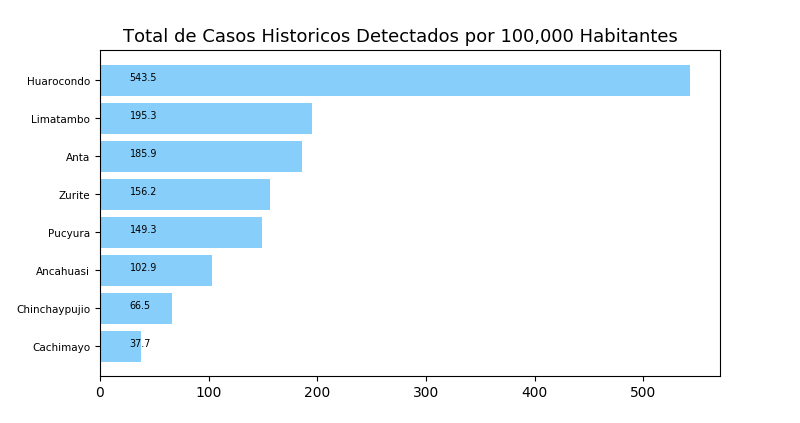 Total de Casos Historicos Detectados por 100,000 Habitantes
Huarocondo 543.5
Limatambo 195.3
Anta 185.9
Zurite 156.2
Pucyura 149.3
Ancahuasi 102.9
Chinchaypujio 66.5
Cachimayo 37.7
0 100 200 300 400 500